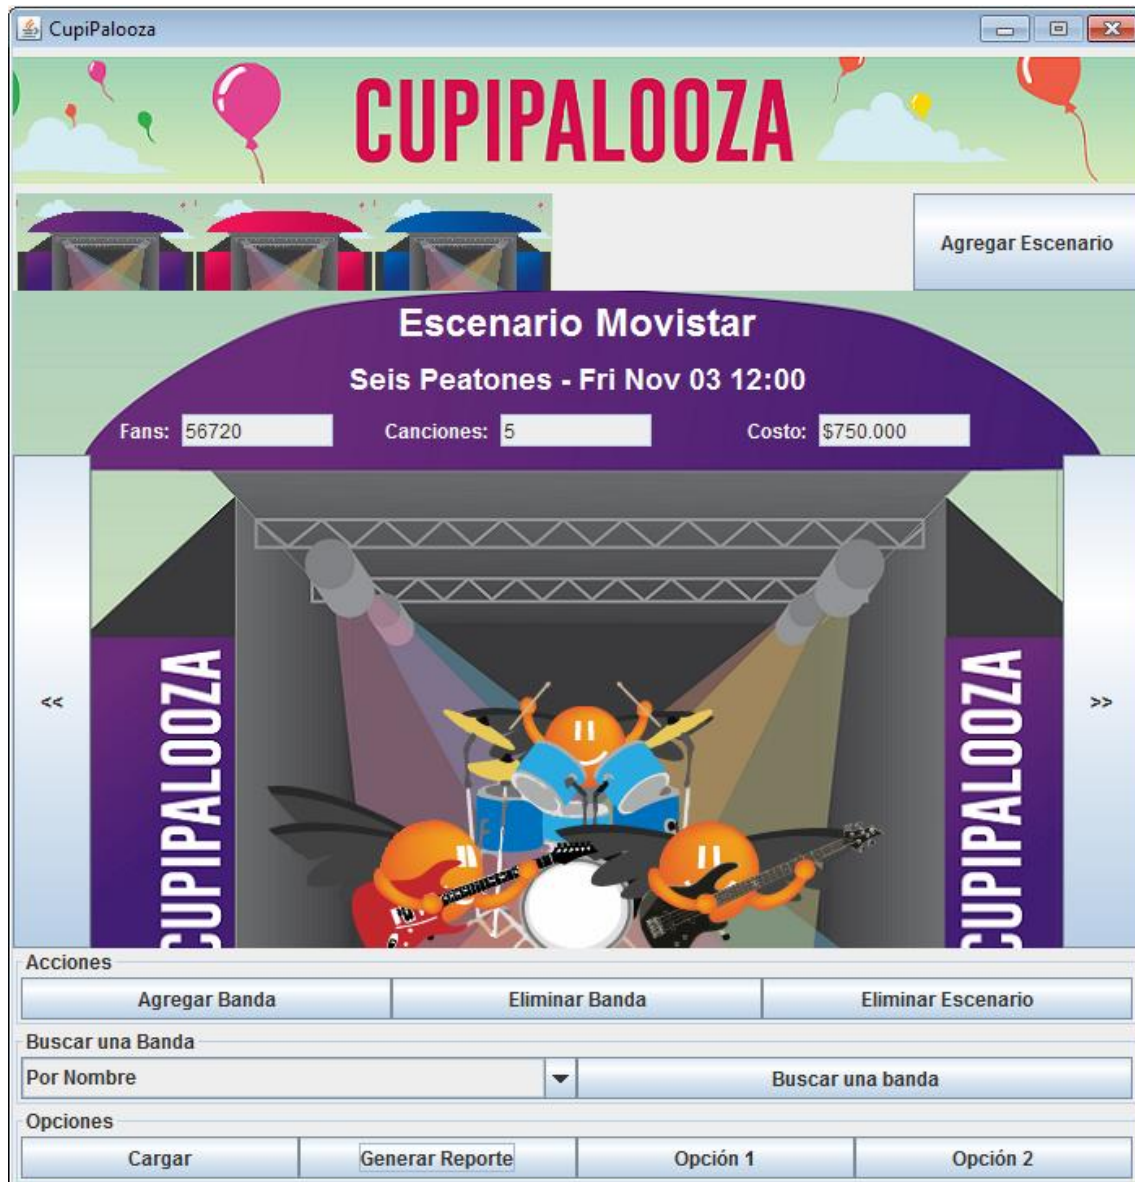 CupiPalooza
CUPIPALOOZA
Agregar Escenario
Escenario Movistar
Seis Peatones - Fri Nov 03 12:00
Fans: 56720 Canciones: 5 Costo: $750.000
<< >>
CUPIPALOOZA CUPIPALOOZA
Acciones
Agregar Banda Eliminar Banda Eliminar Escenario
Buscar una Banda
Por Nombre Buscar una banda
Opciones
Cargar Generar Reporte Opción 1 Opción 2